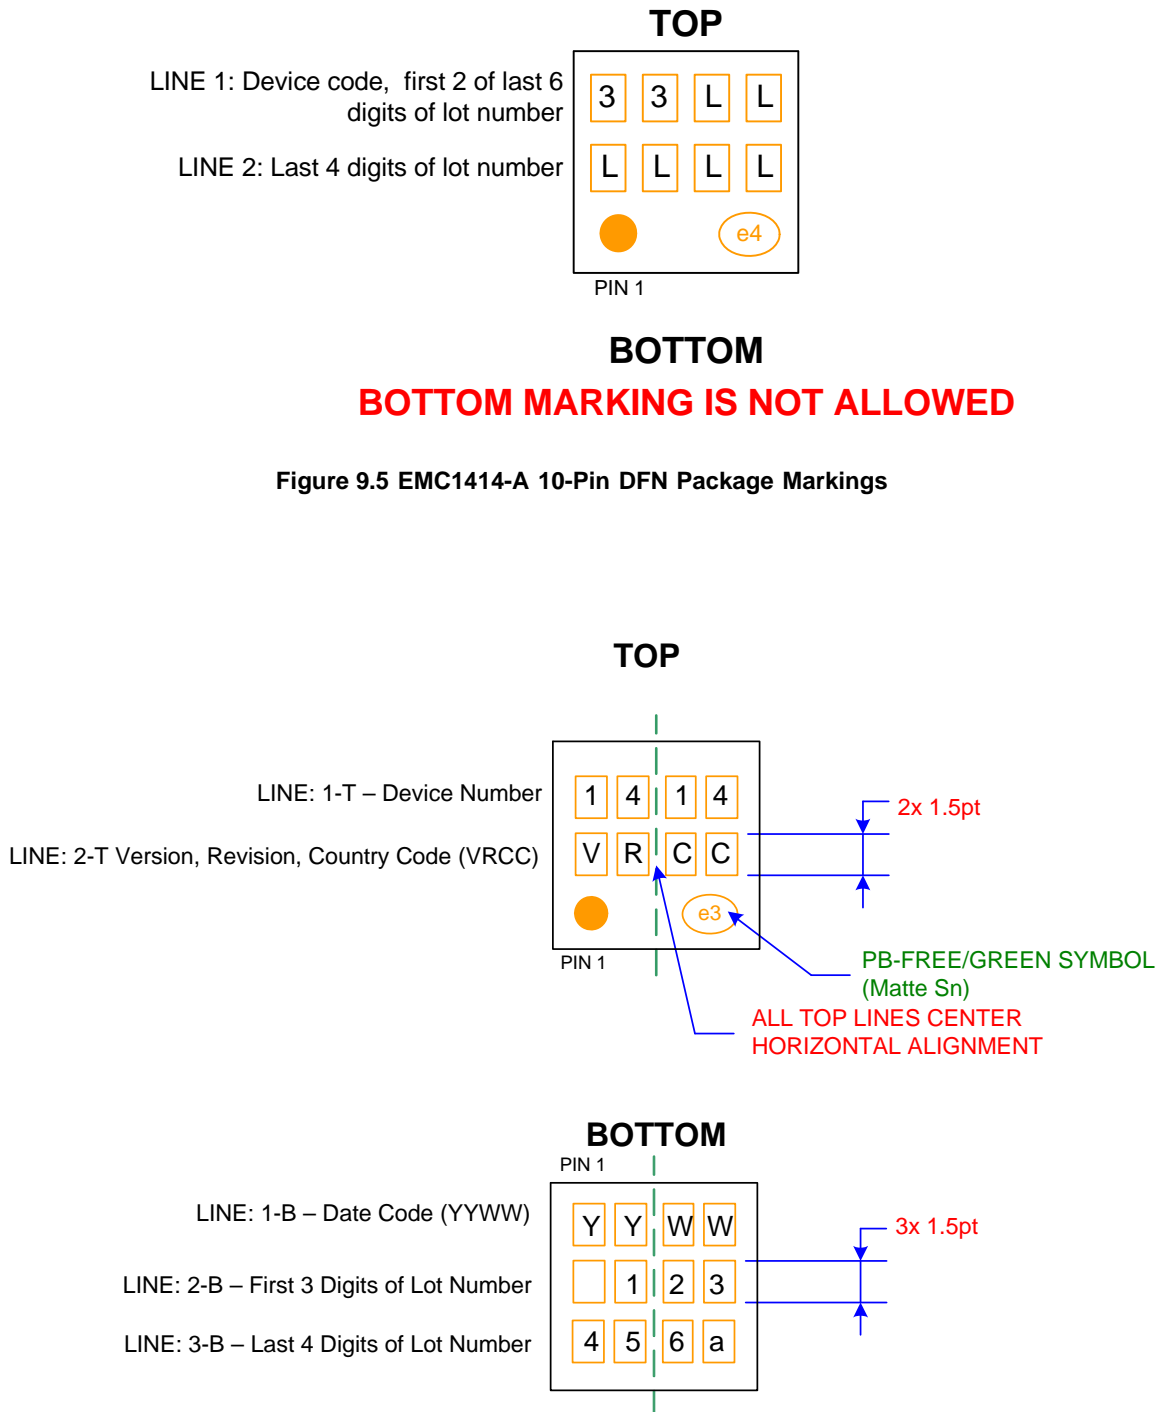 TOP
LINE 1: Device code, first 2 of last 6
digits of lot number
3 3 L L
LINE 2: Last 4 digits of lot number
L L L L
e4
PIN 1
BOTTOM
BOTTOM MARKING IS NOT ALLOWED
Figure 9.5 EMC1414-A 10-Pin DFN Package Markings
TOP
LINE: 1-T – Device Number
1 4 1 4
2x 1.5pt
LINE: 2-T Version, Revision, Country Code (VRCC)
V R C C
e3
PIN 1
PB-FREE/GREEN SYMBOL
(Matte Sn)
ALL TOP LINES CENTER
HORIZONTAL ALIGNMENT
BOTTOM
PIN 1
LINE: 1-B – Date Code (YYWW)
Y Y W W
3x 1.5pt
LINE: 2-B – First 3 Digits of Lot Number
1 2 3
LINE: 3-B – Last 4 Digits of Lot Number
4 5 6 a